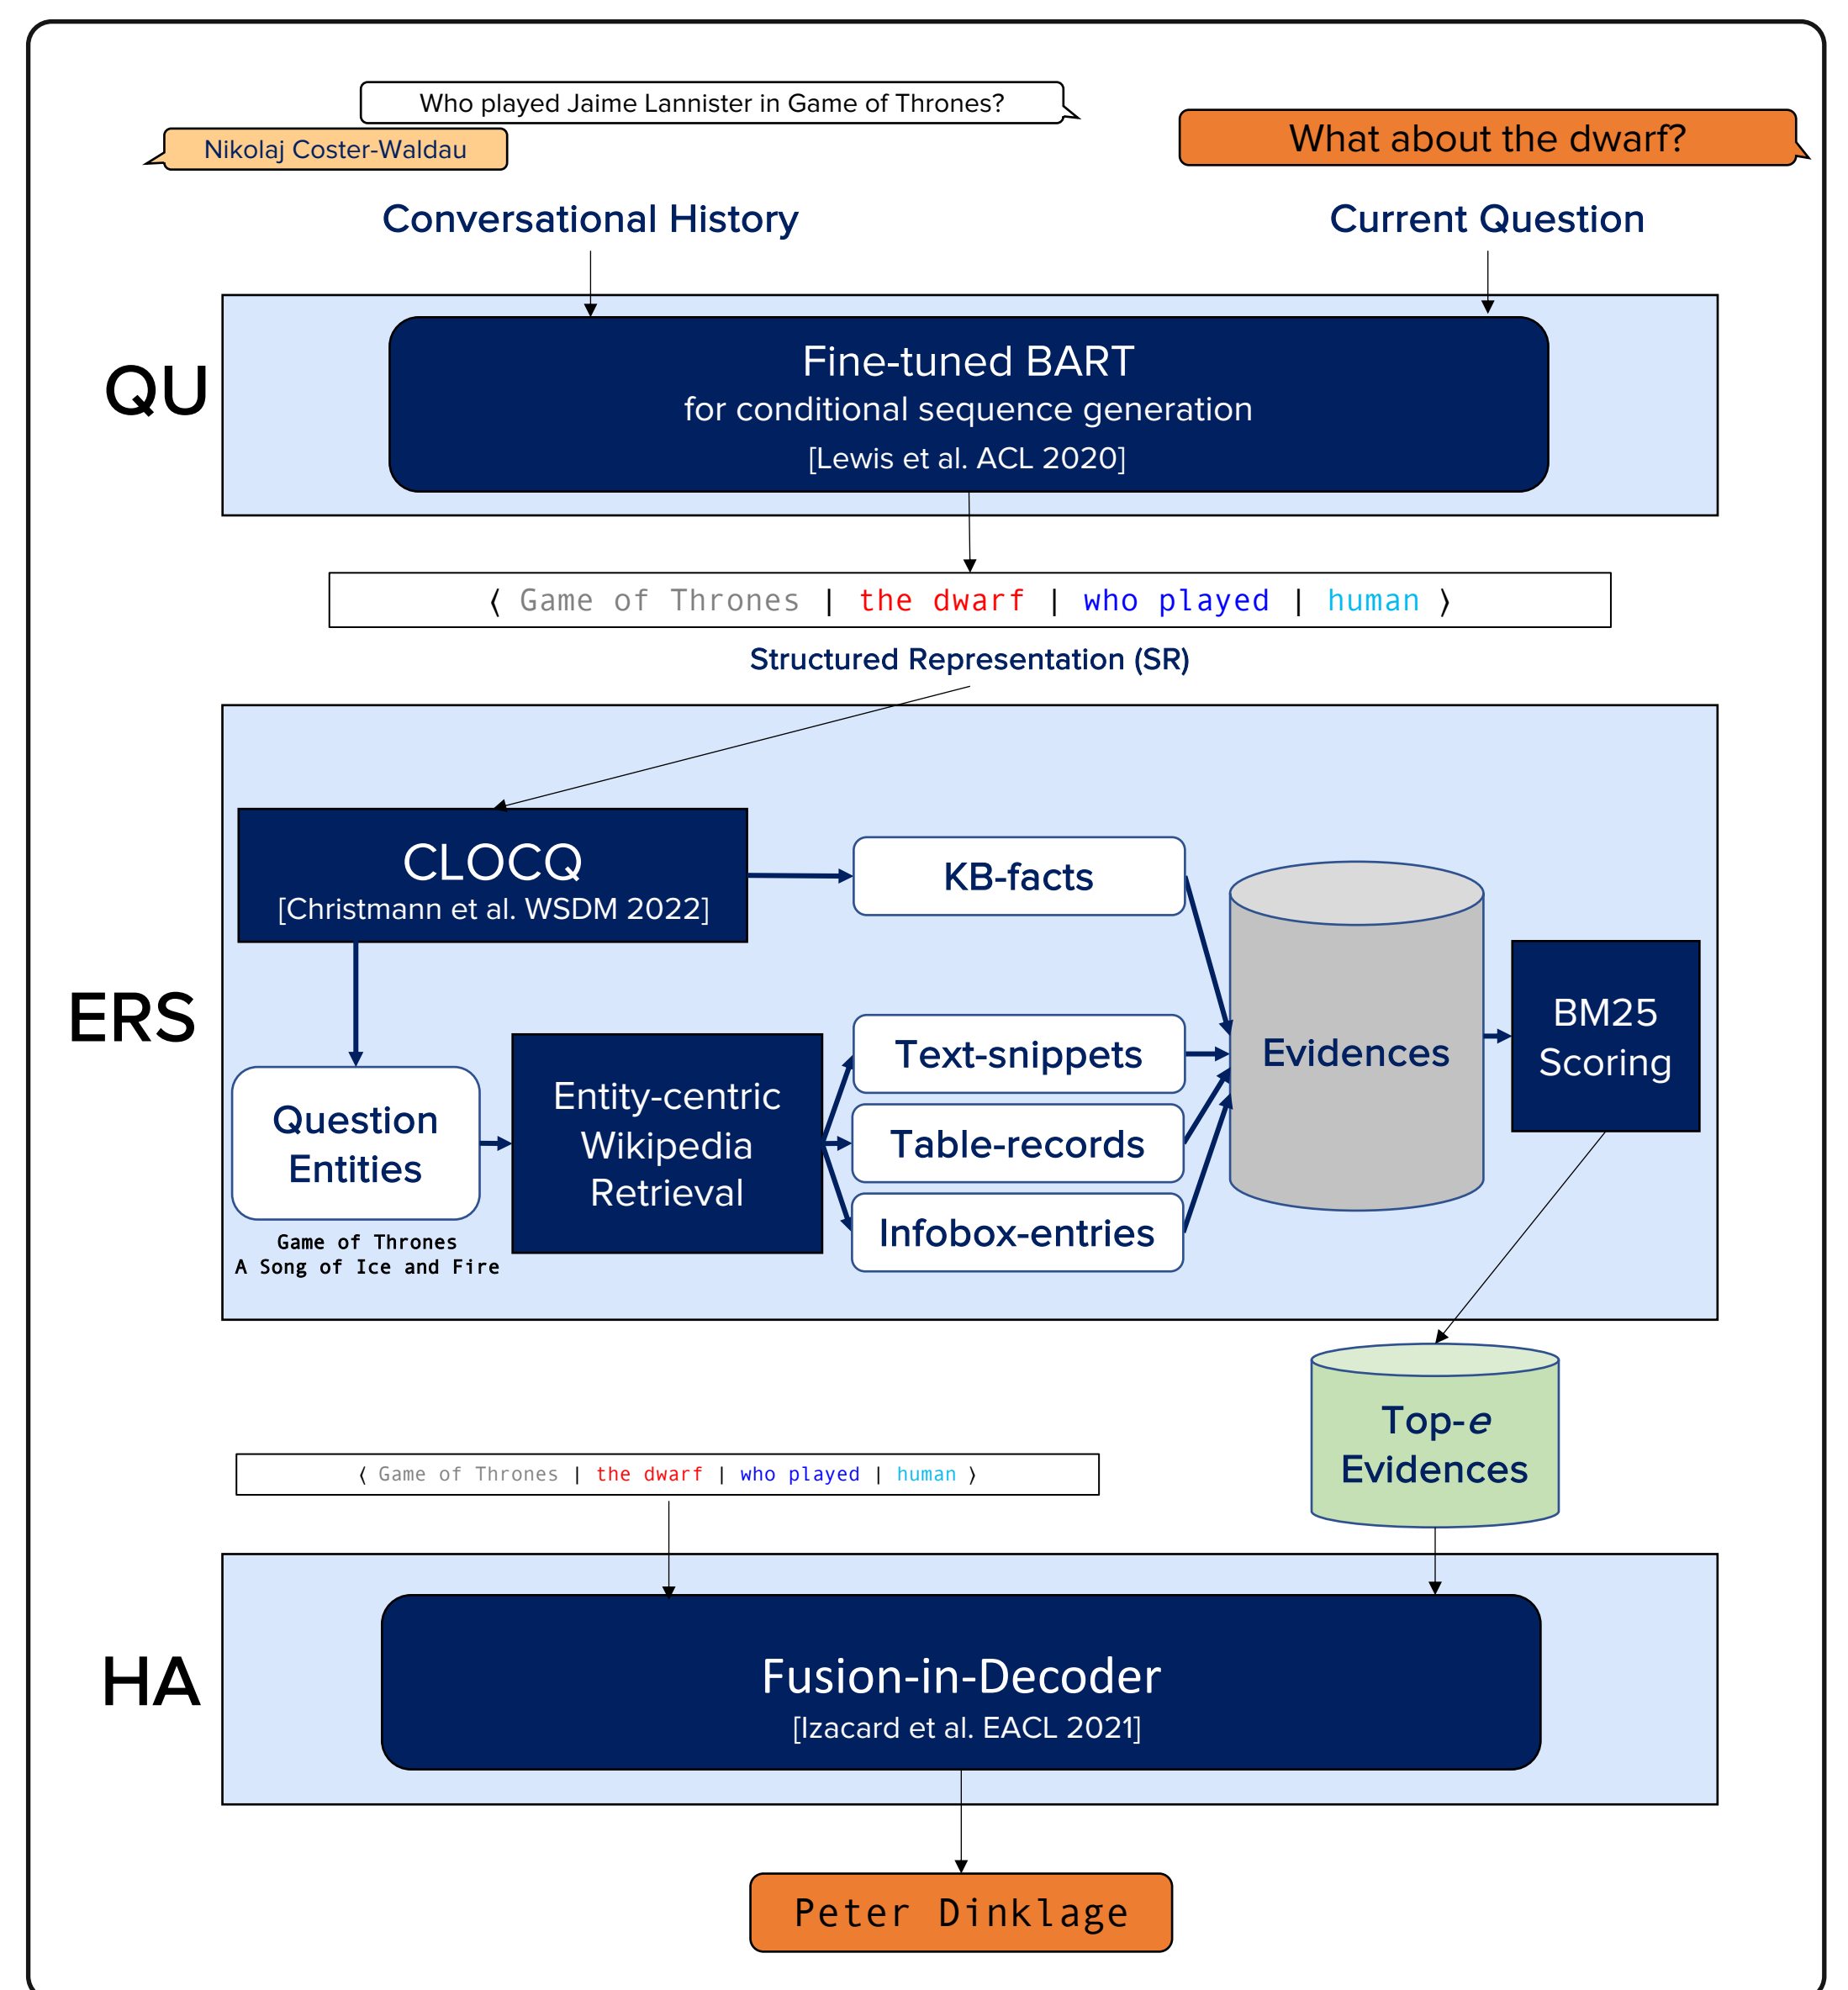 Who played Jaime Lannister in Game of Thrones?
Nikolaj Coster-Waldau
What about the dwarf?
Conversational History
Current Question
QU
Fine-tuned BART
for conditional sequence generation
[Lewis et al. ACL 2020]
⟨ Game of Thrones | the dwarf | who played | human ⟩
Structured Representation (SR)
ERS
CLOCQ
[Christmann et al. WSDM 2022]
KB-facts
Question
Entities
Game of Thrones
A Song of Ice and Fire
Entity-centric
Wikipedia
Retrieval
Text-snippets
Table-records
Infobox-entries
Evidences
BM25
Scoring
Top-e
Evidences
⟨ Game of Thrones | the dwarf | who played | human ⟩
HA
Fusion-in-Decoder
[Izacard et al. EACL 2021]
Peter Dinklage